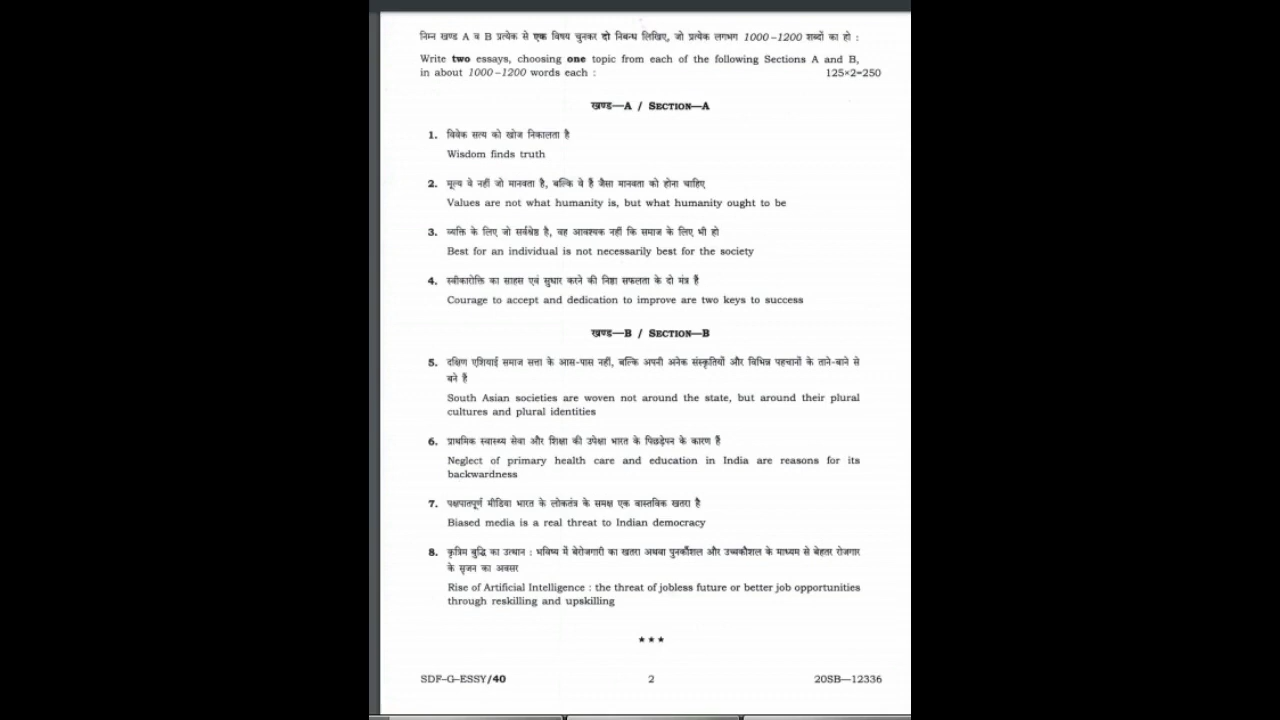 निम्न खण्ड A व B प्रत्येक से एक विषय चुनकर दो निबन्ध लिखिए, जो प्रत्येक लगभग 1000–1200 शब्दों का हो :
Write two essays, choosing one topic from each of the following Sections A and B,
in about 1000–1200 words each : 125×2=250
खण्ड—A / SECTION—A
1. विवेक सत्य को खोज निकालता है
Wisdom finds truth
2. मूल्य वे नहीं जो मानवता है, बल्कि वे हैं जैसा मानवता को होना चाहिए
Values are not what humanity is, but what humanity ought to be
3. व्यक्ति के लिए जो सर्वश्रेष्ठ है, वह आवश्यक नहीं कि समाज के लिए भी हो
Best for an individual is not necessarily best for the society
4. स्वीकारोक्ति का साहस एवं सुधार करने की निष्ठा सफलता के दो मंत्र हैं
Courage to accept and dedication to improve are two keys to success
खण्ड—B / SECTION—B
5. दक्षिण एशियाई समाज सत्ता के आस-पास नहीं, बल्कि अपनी अनेक संस्कृतियों और विभिन्न पहचानों के ताने-बाने से
बने हैं
South Asian societies are woven not around the state, but around their plural
cultures and plural identities
6. प्राथमिक स्वास्थ्य सेवा और शिक्षा की उपेक्षा भारत के पिछड़ेपन के कारण हैं
Neglect of primary health care and education in India are reasons for its
backwardness
7. पक्षपातपूर्ण मीडिया भारत के लोकतंत्र के समक्ष एक वास्तविक खतरा है
Biased media is a real threat to Indian democracy
8. कृत्रिम बुद्धि का उत्थान : भविष्य में बेरोजगारी का खतरा अथवा पुनर्कौशल और उच्चकौशल के माध्यम से बेहतर रोजगार
के सृजन का अवसर
Rise of Artificial Intelligence : the threat of jobless future or better job opportunities
through reskilling and upskilling
★ ★ ★
SDF–G–ESSY/40 2 20SB—12336